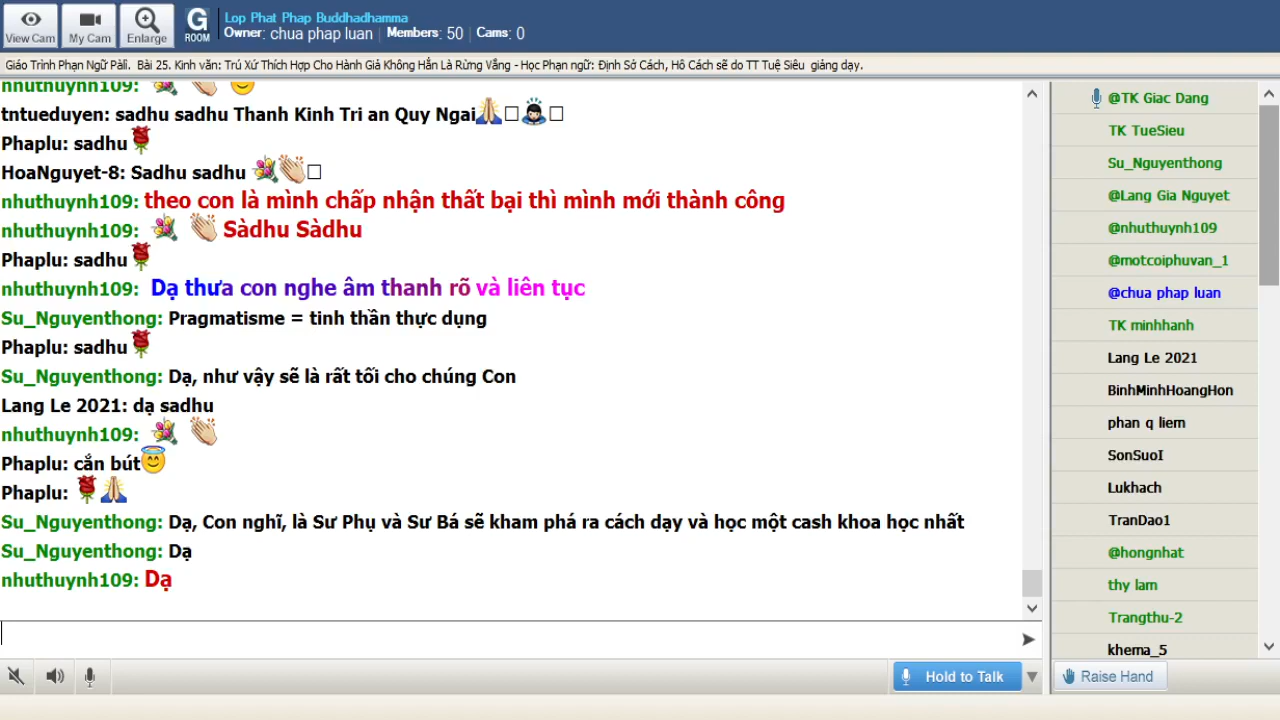 View Cam
My Cam
Enlarge
G
ROOM
Lop Phat Phap Buddhadhamma
Owner: chua phap luan | Members: 50 | Cams: 0
Giáo Trình Phạn Ngữ Pàli. Bài 25. Kinh văn: Trú Xứ Thích Hợp Cho Hành Giả Không Hẳn Là Rừng Vắng - Học Phạn ngữ: Định Sở Cách, Hô Cách sẽ do TT Tuệ Siêu giảng dạy.
nhuthuynh109:
tntueduyen: sadhu sadhu Thanh Kinh Tri an Quy Ngai
Phaplu: sadhu
HoaNguyet-8: Sadhu sadhu
nhuthuynh109: theo con là mình chấp nhận thất bại thì mình mới thành công
nhuthuynh109: Sàdhu Sàdhu
Phaplu: sadhu
nhuthuynh109: Dạ thưa con nghe âm thanh rõ và liên tục
Su_Nguyenthong: Pragmatisme = tinh thần thực dụng
Phaplu: sadhu
Su_Nguyenthong: Dạ, như vậy sẽ là rất tối cho chúng Con
Lang Le 2021: dạ sadhu
nhuthuynh109:
Phaplu: cắn bút
Phaplu:
Su_Nguyenthong: Dạ, Con nghĩ, là Sư Phụ và Sư Bá sẽ kham phá ra cách dạy và học một cash khoa học nhất
Su_Nguyenthong: Dạ
nhuthuynh109: Dạ
@TK Giac Dang
TK TueSieu
Su_Nguyenthong
@Lang Gia Nguyet
@nhuthuynh109
@motcoiphuvan_1
@chua phap luan
TK minhhanh
Lang Le 2021
BinhMinhHoangHon
phan q liem
SonSuoI
Lukhach
TranDao1
@hongnhat
thy lam
Trangthu-2
khema_5
Hold to Talk
Raise Hand